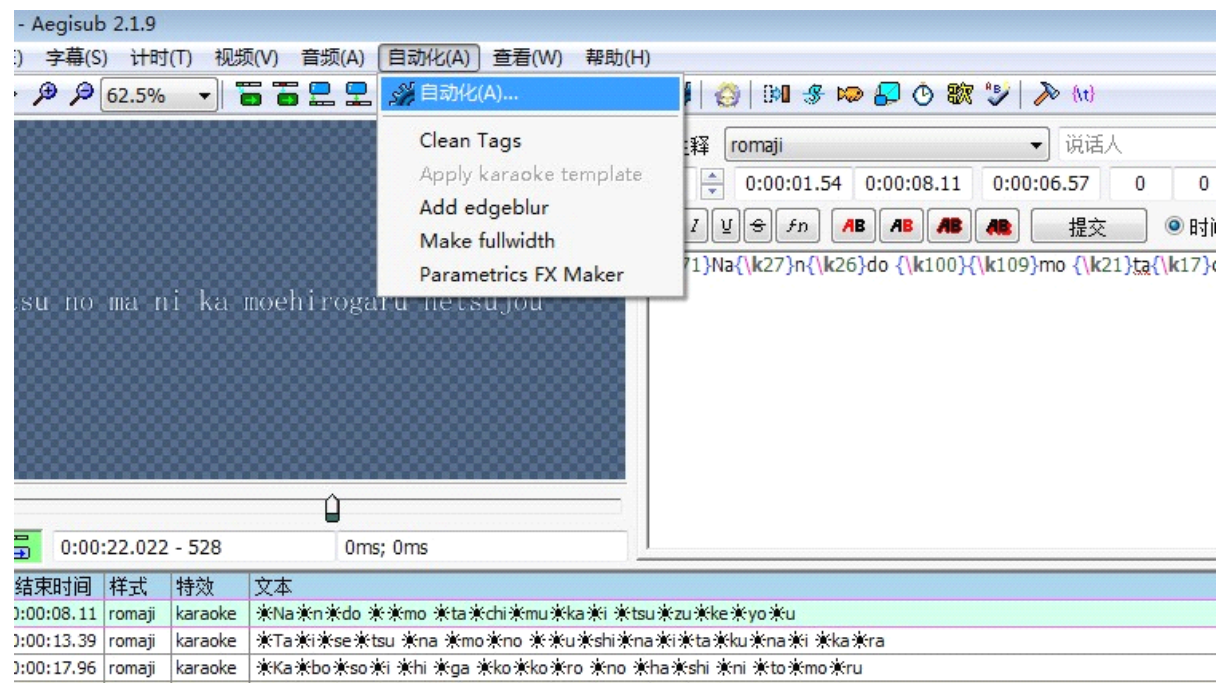 - Aegisub 2.1.9
) 字幕(S) 计时(T) 视频(V) 音频(A) 自动化(A) 查看(W) 帮助(H)
62.5%
自动化(A)...
Clean Tags
Apply karaoke template
Add edgeblur
Make fullwidth
Parametrics FX Maker
释 romaji 说话人
0:00:01.54 0:00:08.11 0:00:06.57 0 0
I U S fn AB AB AB AB 提交 时
71}Na{\k27}n{\k26}do {\k100}{\k109}mo {\k21}ta{\k17}c
tsu no ma ni ka moehirogaru netsujou
0:00:22.022 - 528 0ms; 0ms
结束时间 样式 特效 文本
0:00:08.11 romaji karaoke ☀Na☀n☀do ☀☀mo ☀ta☀chi☀mu☀ka☀i ☀tsu☀zu☀ke☀yo☀u
0:00:13.39 romaji karaoke ☀Ta☀i☀se☀tsu ☀na ☀mo☀no ☀☀u☀shi☀na☀i☀ta☀ku☀na☀i ☀ka☀ra
0:00:17.96 romaji karaoke ☀Ka☀bo☀so☀i ☀hi ☀ga ☀ko☀ko☀ro ☀no ☀ha☀shi ☀ni ☀to☀mo☀ru